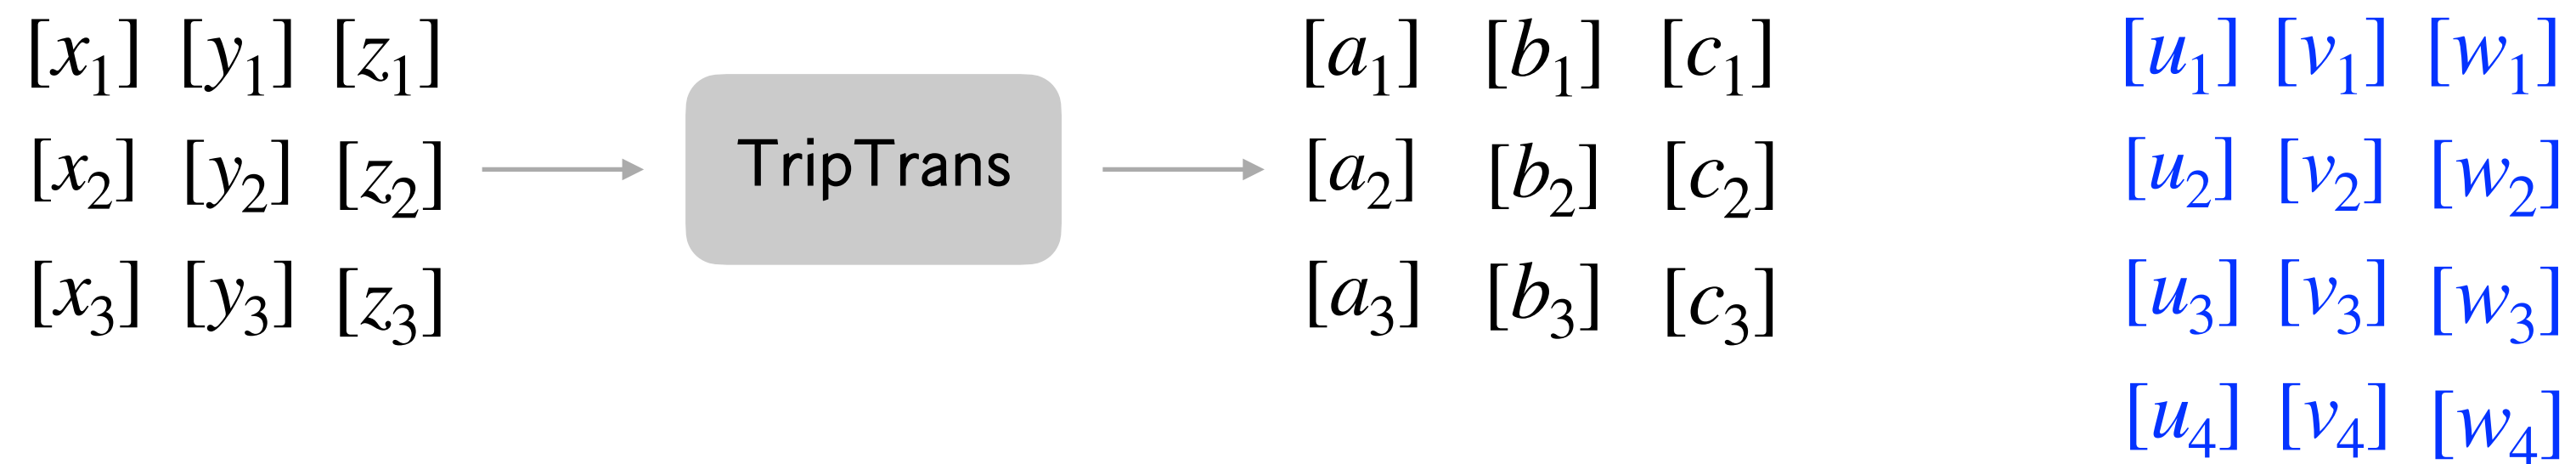 [x₁] [y₁] [z₁] [a₁] [b₁] [c₁] [u₁] [v₁] [w₁]
[x₂] [y₂] [z₂] TripTrans [a₂] [b₂] [c₂] [u₂] [v₂] [w₂]
[x₃] [y₃] [z₃] [a₃] [b₃] [c₃] [u₃] [v₃] [w₃]
[u₄] [v₄] [w₄]